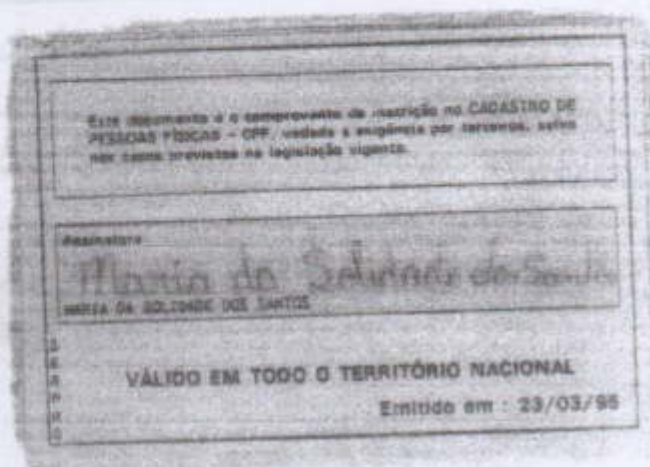 Este documento é o comprovante de inscrição no CADASTRO DE
PESSOAS FÍSICAS - CPF, vedada a exigência por terceiros, salvo
nos casos previstos na legislação vigente.
Assinatura
Maria da Soledade dos Santos
MARIA DA SOLEDADE DOS SANTOS
SERPRO
VÁLIDO EM TODO O TERRITÓRIO NACIONAL
Emitido em : 23/03/95